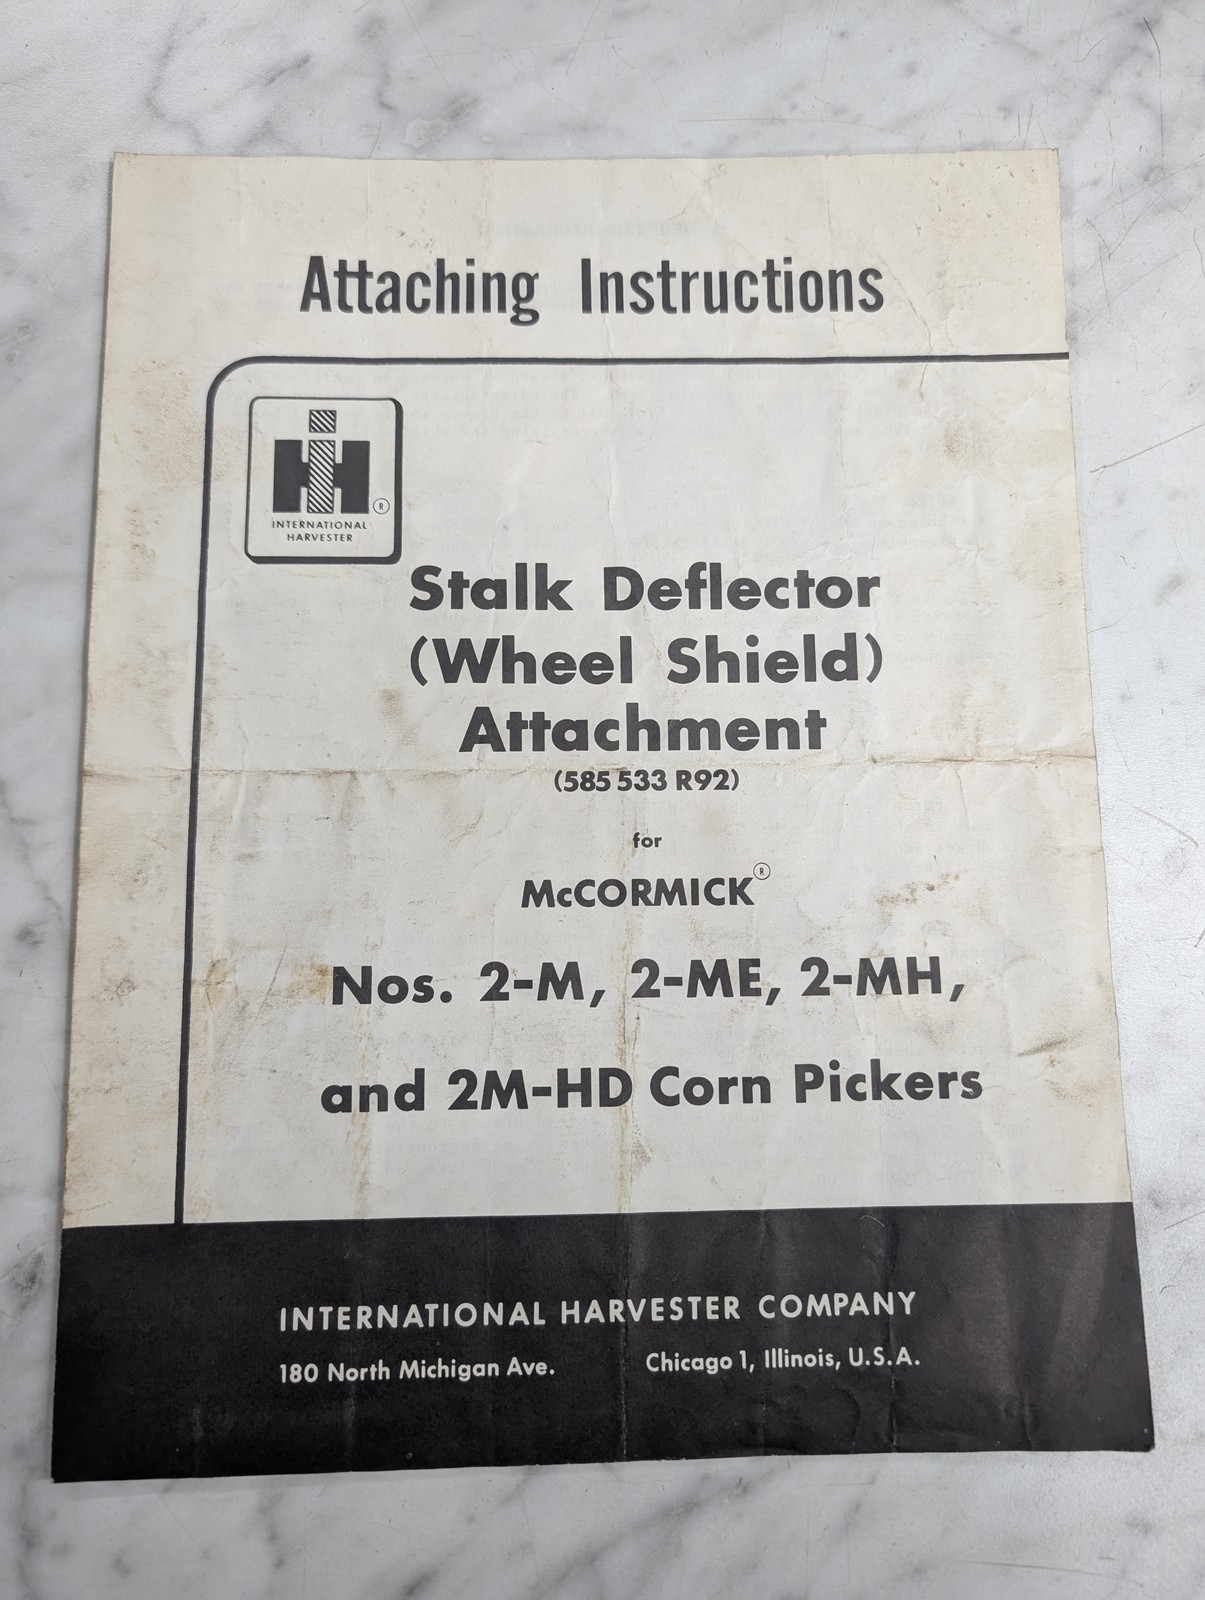 Attaching Instructions
IH ®
INTERNATIONAL
HARVESTER
Stalk Deflector
(Wheel Shield)
Attachment
(585 533 R92)
for
McCORMICK®
Nos. 2-M, 2-ME, 2-MH,
and 2M-HD Corn Pickers
INTERNATIONAL HARVESTER COMPANY
180 North Michigan Ave. Chicago 1, Illinois, U.S.A.